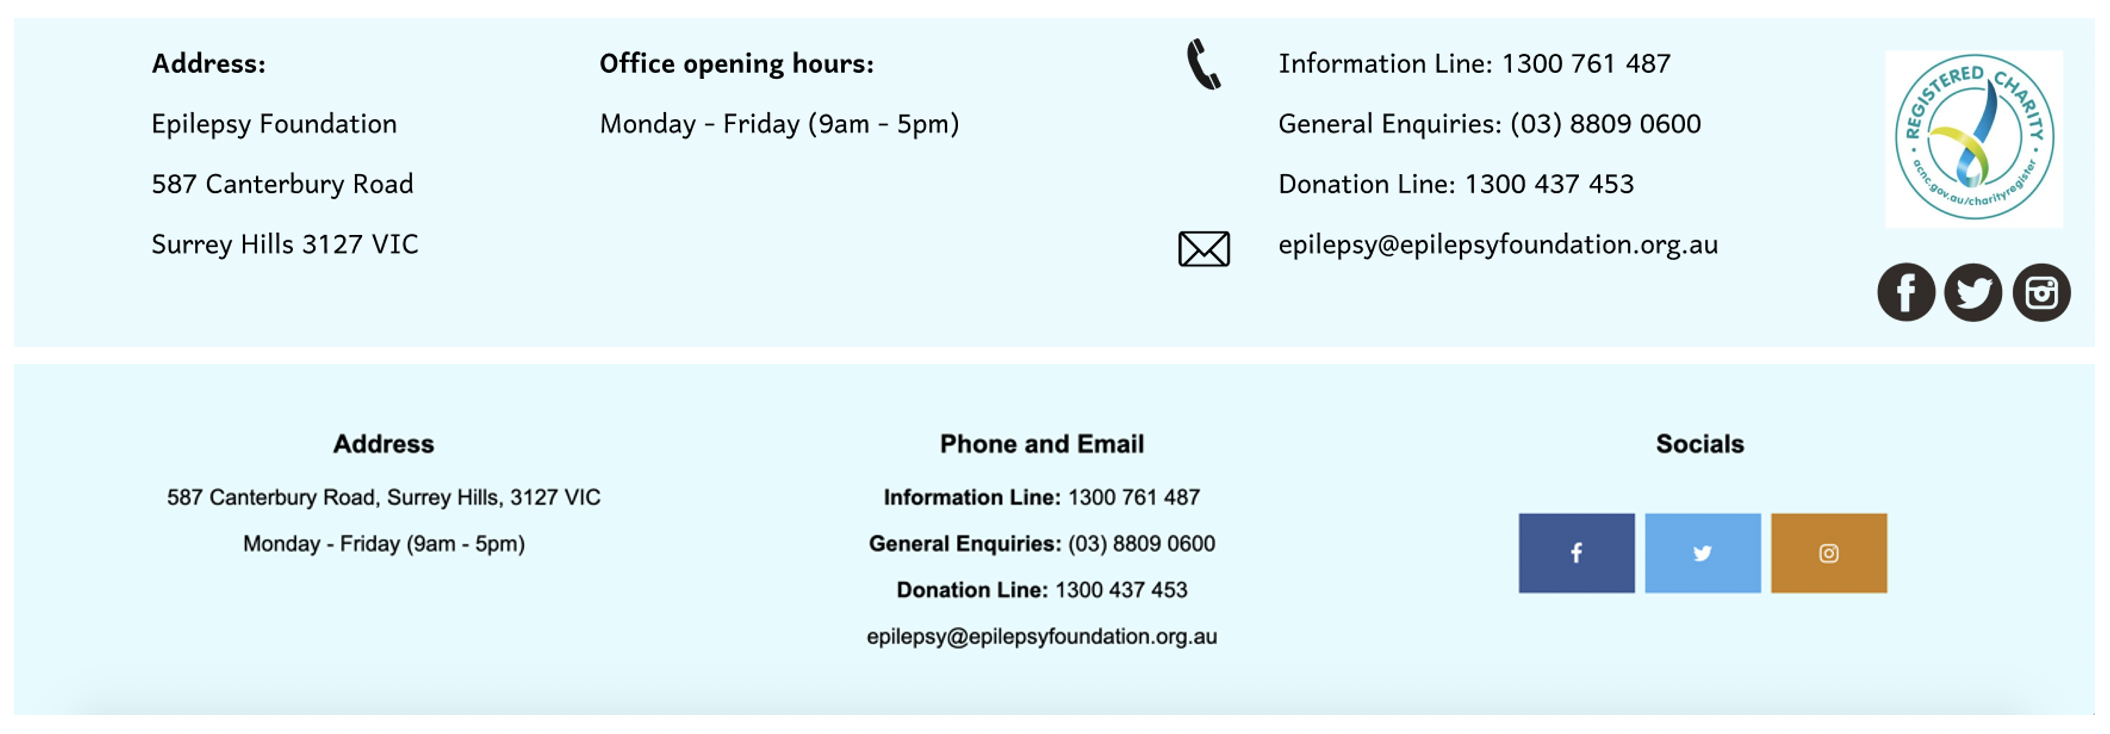 Address:
Epilepsy Foundation
587 Canterbury Road
Surrey Hills 3127 VIC
Office opening hours:
Monday - Friday (9am - 5pm)
Information Line: 1300 761 487
General Enquiries: (03) 8809 0600
Donation Line: 1300 437 453
epilepsy@epilepsyfoundation.org.au
REGISTERED CHARITY
acnc.gov.au/charityregister
Address
587 Canterbury Road, Surrey Hills, 3127 VIC
Monday - Friday (9am - 5pm)
Phone and Email
Information Line: 1300 761 487
General Enquiries: (03) 8809 0600
Donation Line: 1300 437 453
epilepsy@epilepsyfoundation.org.au
Socials